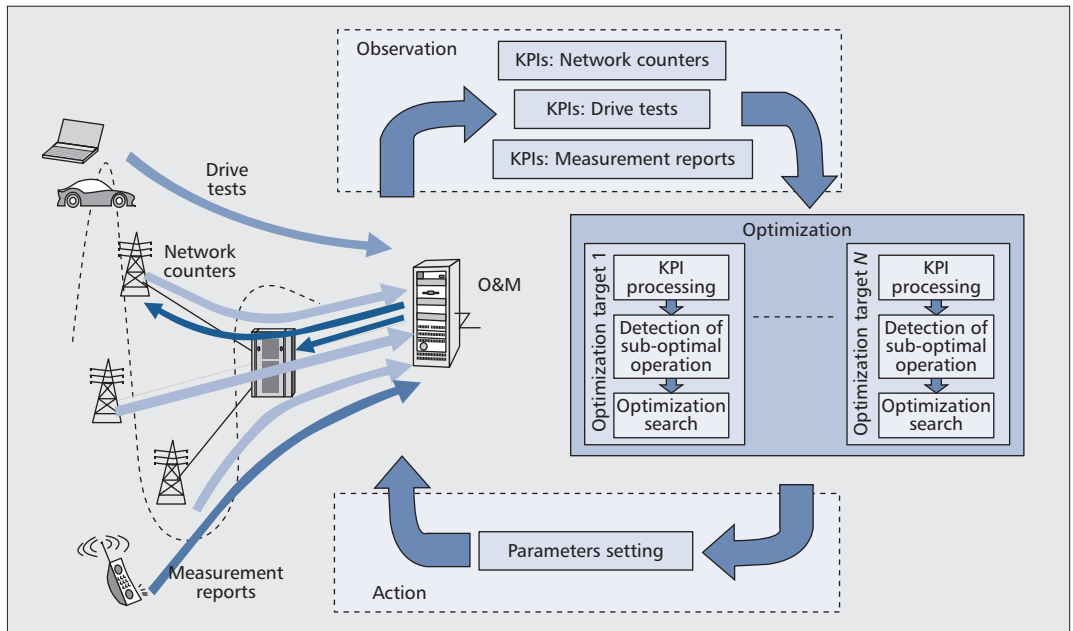 Observation
KPIs: Network counters
KPIs: Drive tests
KPIs: Measurement reports
Drive
tests
Network
counters
O&M
Optimization
Optimization target 1
KPI
processing
Detection of
sub-optimal
operation
Optimization
search
Optimization target N
KPI
processing
Detection of
sub-optimal
operation
Optimization
search
Measurement
reports
Parameters setting
Action